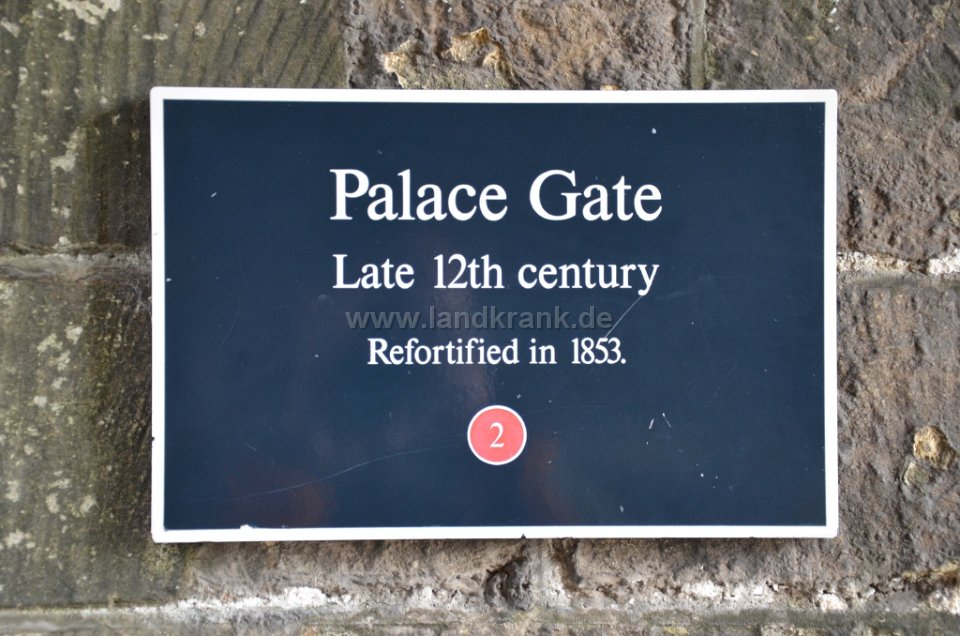 Palace Gate
Late 12th century
www.landkrank.de
Refortified in 1853.
2